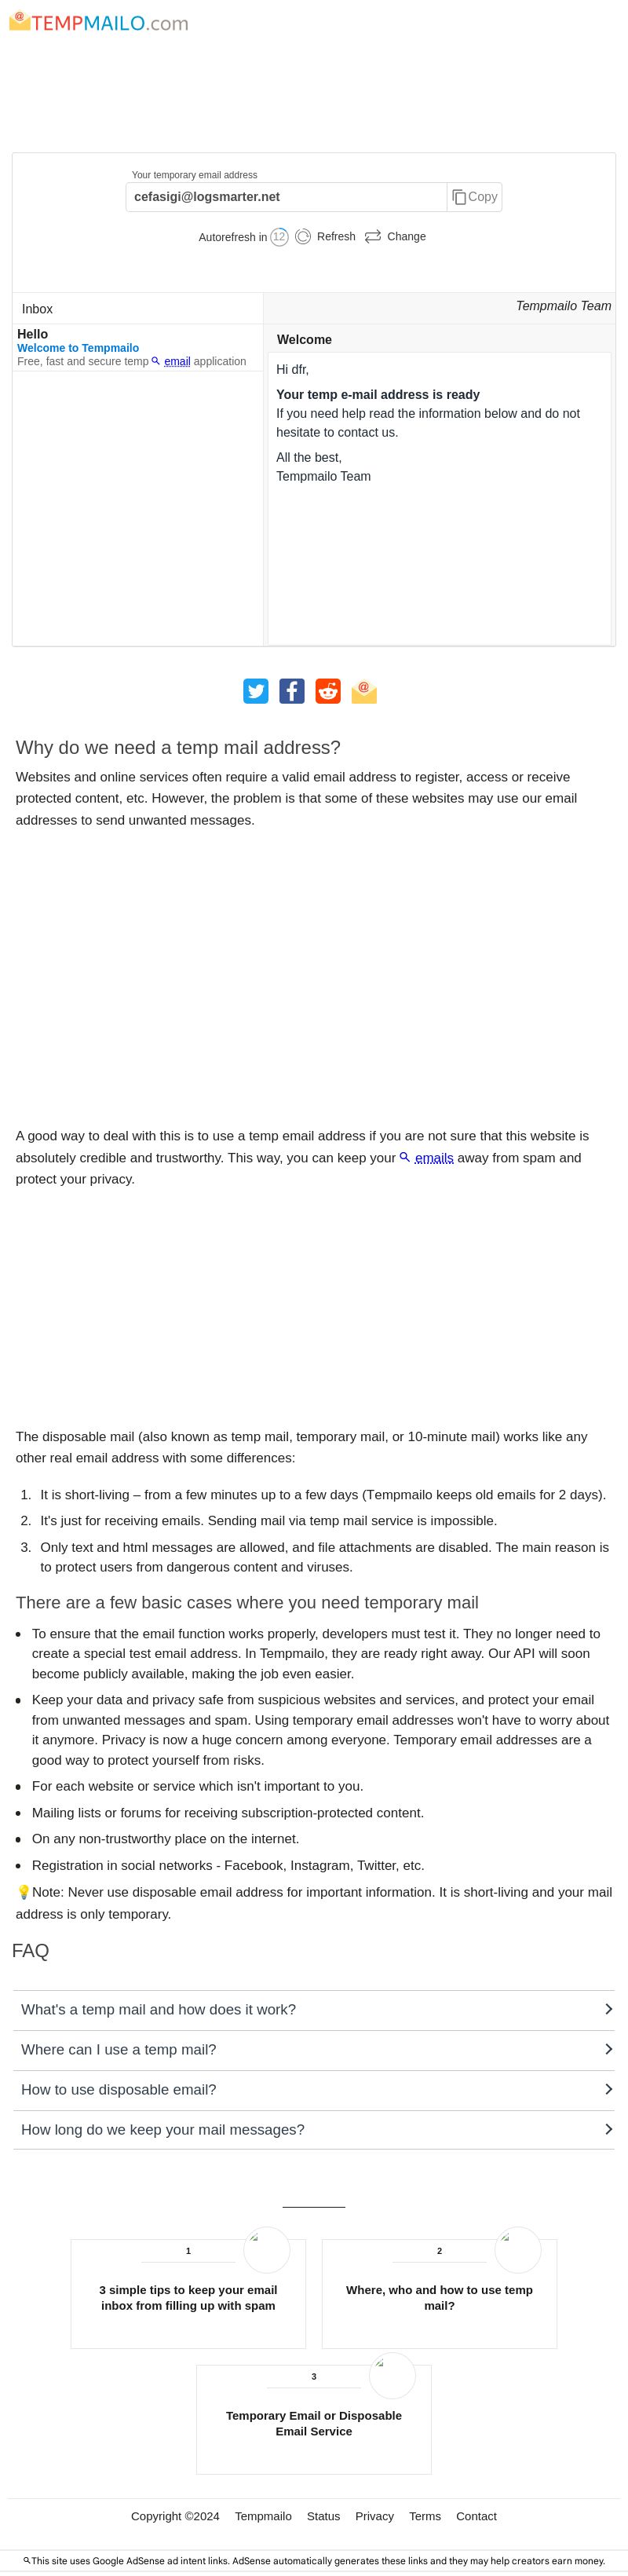 TEMPMAILO.com
Your temporary email address
cefasigi@logsmarter.net
Copy
Autorefresh in 12 Refresh Change
Inbox
Tempmailo Team
Hello
Welcome to Tempmailo
Free, fast and secure temp email application
Welcome
Hi dfr,
Your temp e-mail address is ready
If you need help read the information below and do not
hesitate to contact us.
All the best,
Tempmailo Team
Why do we need a temp mail address?
Websites and online services often require a valid email address to register, access or receive
protected content, etc. However, the problem is that some of these websites may use our email
addresses to send unwanted messages.
A good way to deal with this is to use a temp email address if you are not sure that this website is
absolutely credible and trustworthy. This way, you can keep your emails away from spam and
protect your privacy.
The disposable mail (also known as temp mail, temporary mail, or 10-minute mail) works like any
other real email address with some differences:
1. It is short-living – from a few minutes up to a few days (Tempmailo keeps old emails for 2 days).
2. It's just for receiving emails. Sending mail via temp mail service is impossible.
3. Only text and html messages are allowed, and file attachments are disabled. The main reason is
to protect users from dangerous content and viruses.
There are a few basic cases where you need temporary mail
• To ensure that the email function works properly, developers must test it. They no longer need to
create a special test email address. In Tempmailo, they are ready right away. Our API will soon
become publicly available, making the job even easier.
• Keep your data and privacy safe from suspicious websites and services, and protect your email
from unwanted messages and spam. Using temporary email addresses won't have to worry about
it anymore. Privacy is now a huge concern among everyone. Temporary email addresses are a
good way to protect yourself from risks.
• For each website or service which isn't important to you.
• Mailing lists or forums for receiving subscription-protected content.
• On any non-trustworthy place on the internet.
• Registration in social networks - Facebook, Instagram, Twitter, etc.
💡Note: Never use disposable email address for important information. It is short-living and your mail
address is only temporary.
FAQ
What's a temp mail and how does it work?
Where can I use a temp mail?
How to use disposable email?
How long do we keep your mail messages?
1
3 simple tips to keep your email
inbox from filling up with spam
2
Where, who and how to use temp
mail?
3
Temporary Email or Disposable
Email Service
Copyright ©2024 Tempmailo Status Privacy Terms Contact
This site uses Google AdSense ad intent links. AdSense automatically generates these links and they may help creators earn money.